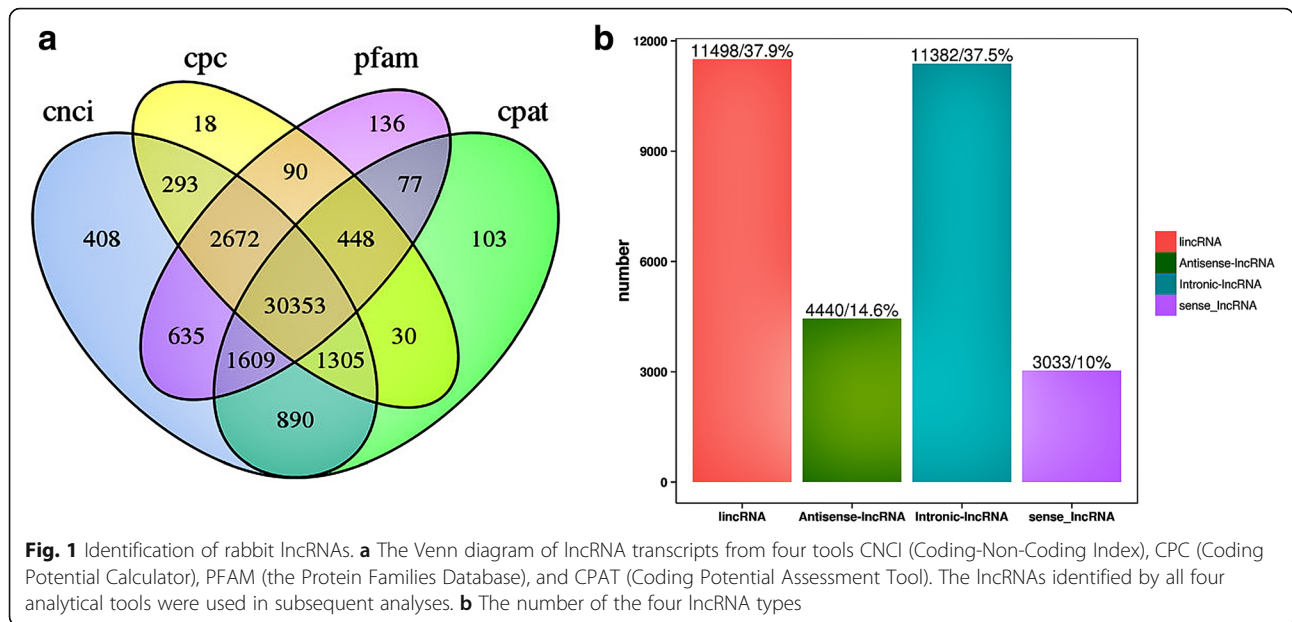 a
cpc
pfam
cnci
cpat
18
136
293
90
77
408
2672
448
103
30353
635
30
1609
1305
890
b
12000
9000
6000
3000
0
number
11498/37.9%
4440/14.6%
11382/37.5%
3033/10%
lincRNA
Antisense-lncRNA
Intronic-lncRNA
sense_lncRNA
lincRNA
Antisense-lncRNA
Intronic-lncRNA
sense_lncRNA
Fig. 1 Identification of rabbit lncRNAs. a The Venn diagram of lncRNA transcripts from four tools CNCI (Coding-Non-Coding Index), CPC (Coding
Potential Calculator), PFAM (the Protein Families Database), and CPAT (Coding Potential Assessment Tool). The lncRNAs identified by all four
analytical tools were used in subsequent analyses. b The number of the four lncRNA types